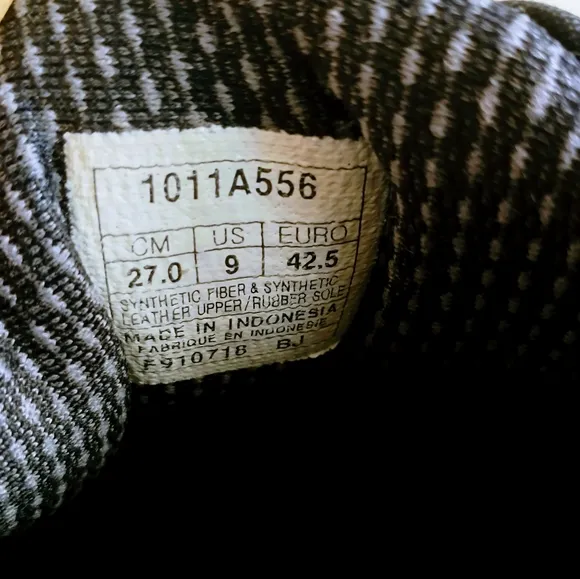 1011A556
CM US EURO
27.0 9 42.5
SYNTHETIC FIBER & SYNTHETIC
LEATHER UPPER/RUBBER SOLE
MADE IN INDONESIA
FABRIQUE EN INDONESIE
F910718 BJ